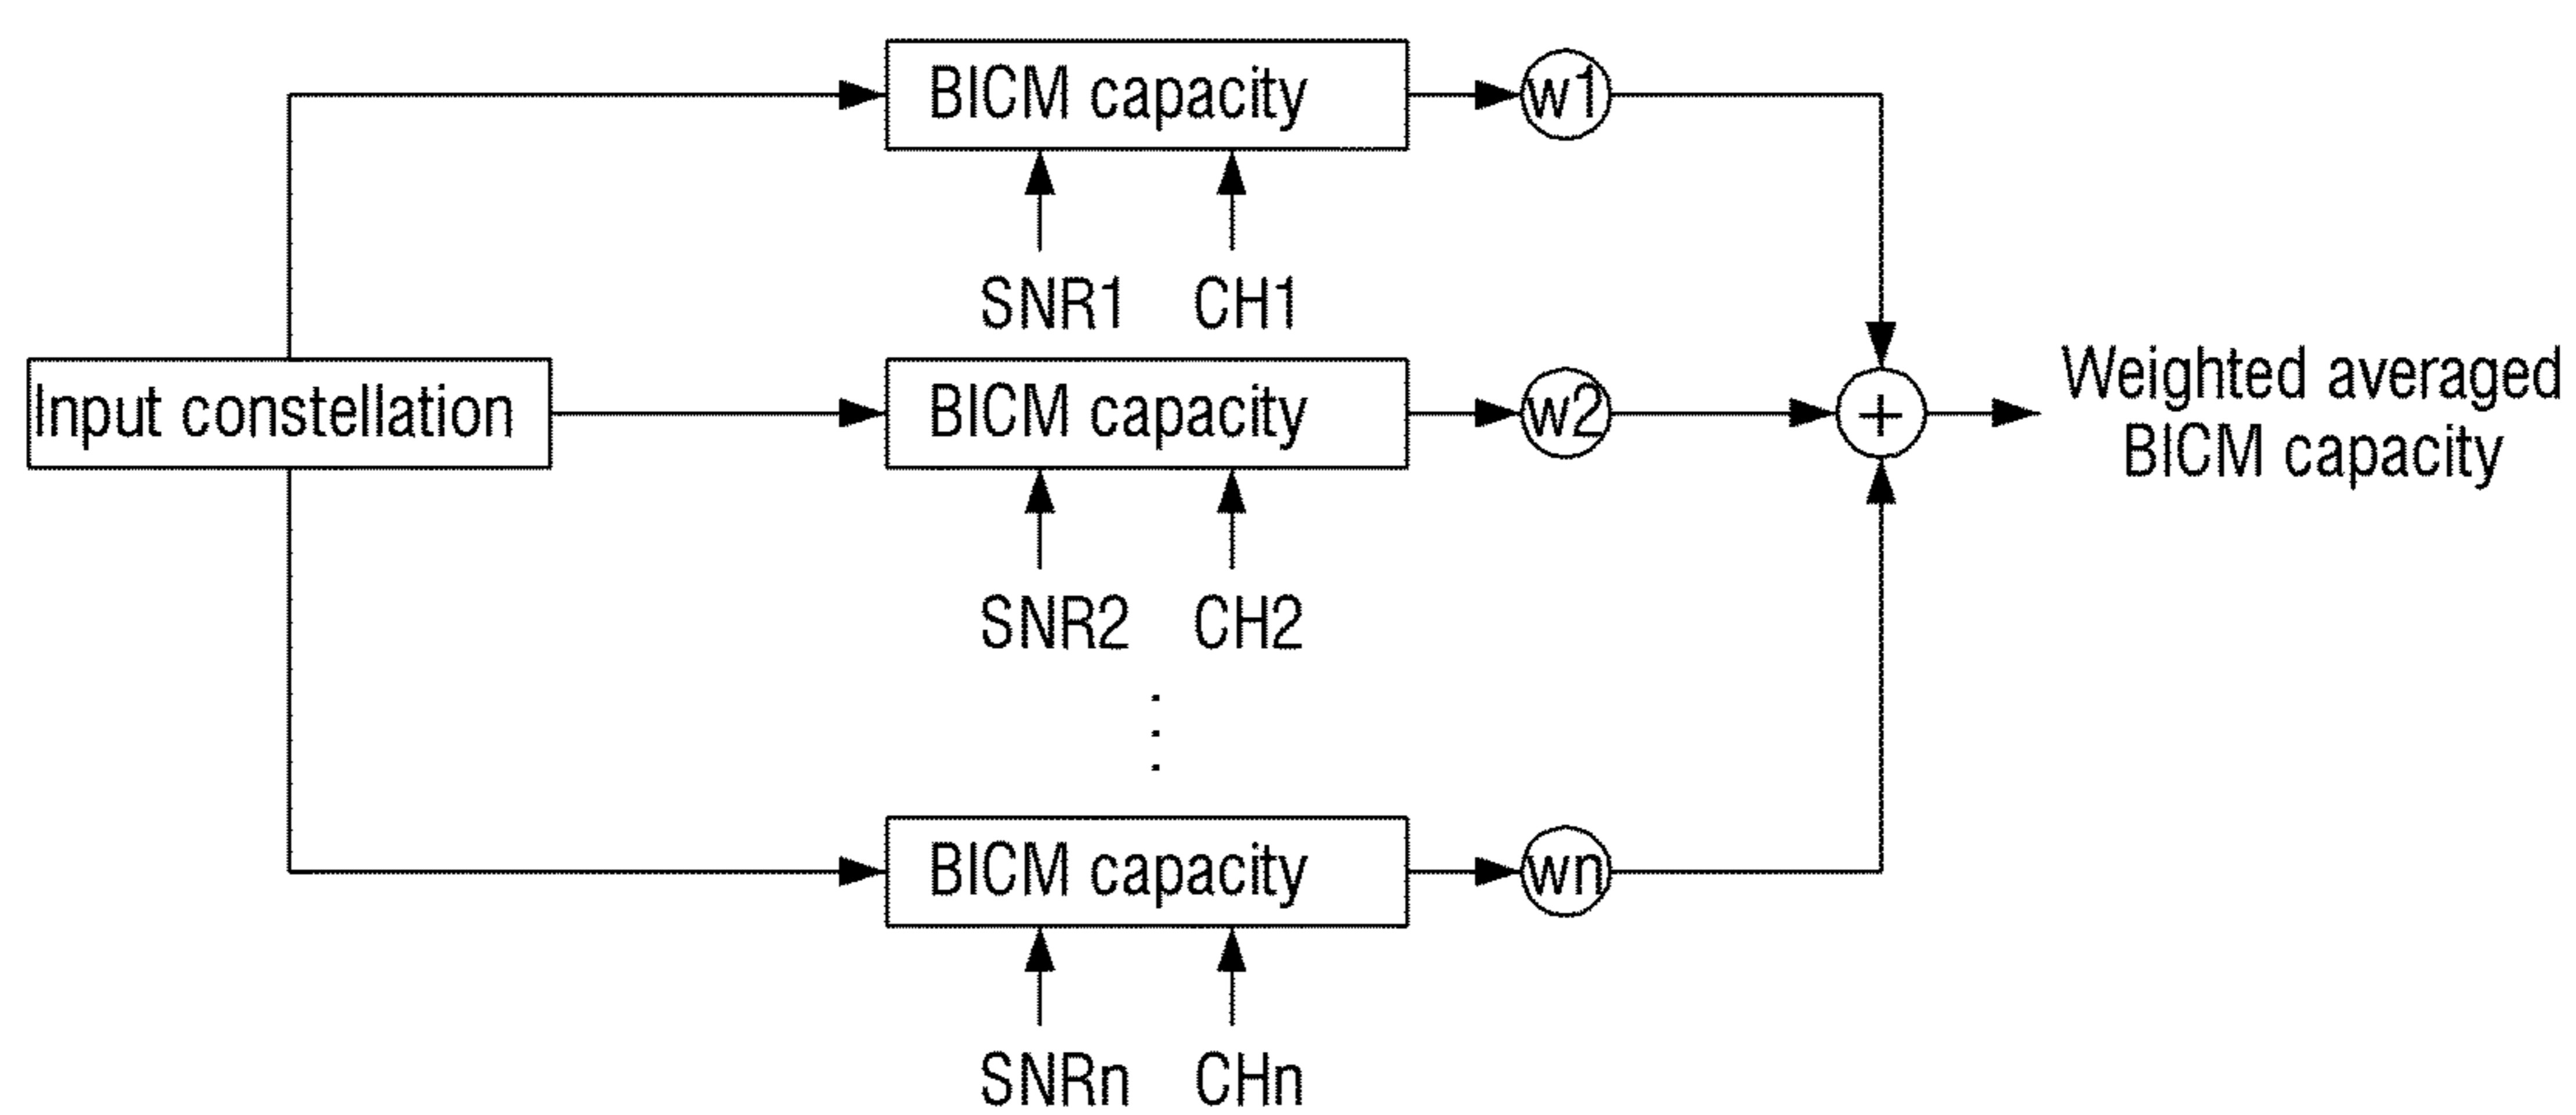 BICM capacity
w1
SNR1 CH1
Input constellation
BICM capacity
w2
+
Weighted averaged
BICM capacity
SNR2 CH2
BICM capacity
wn
SNRn CHn